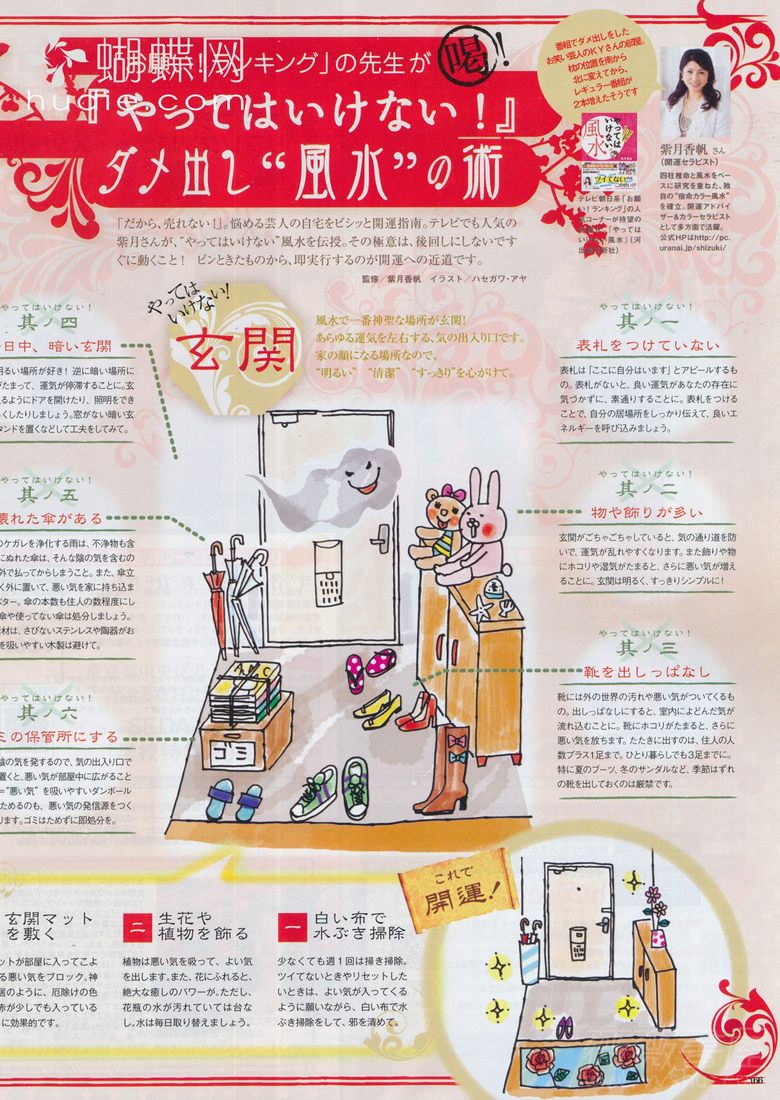 蝴蝶网
hudie.com
ランキング」の先生が
喝!!
『やってはいけない！』
ダメ出し“風水”の術
番組でダメ出しをした
お笑い芸人のKYさんの部屋。
枕の位置を南から
北に変えてから、
レギュラー番組が
2本増えたそうです
紫月香帆 さん
(開運セラピスト)
四柱推命と風水をベー
スに研究を重ねた、独
自の“宿命カラー風水”
を確立。開運アドバイ
ザー&カラーセラピスト
として多方面で活躍。
公式HPはhttp://pc.
uranai.jp/shizuki/
やっては
いけない
風水
テレビ朝日系「お願
い！ランキング」の人
気コーナーが待望の
「だから、売れない！」。悩める芸人の自宅をビシッと開運指南。テレビでも人気の
紫月さんが、“やってはいけない”風水を伝授。その極意は、後回しにしないです
ぐに動くこと！ ピンときたものから、即実行するのが開運への近道です。
監修／紫月香帆 イラスト／ハセガワ・アヤ
やっては
いけない！
玄関
風水で一番神聖な場所が玄関！
あらゆる運気を左右する、気の出入り口です。
家の顔になる場所なので、
“明るい” “清潔” “すっきり”を心がけて。
やってはいけない！
其ノ一
表札をつけていない
表札は「ここに自分はいます」とアピールするも
の。表札がないと、良い運気があなたの存在に
気づかずに、素通りすることに。表札をつける
ことで、自分の居場所をしっかり伝えて、良いエ
ネルギーを呼び込みましょう。
やってはいけない！
其ノ二
物や飾りが多い
玄関がごちゃごちゃしていると、気の通り道を防
いで、運気が乱れやすくなります。また飾りや物
にホコリや湿気がたまると、さらに悪い気が増え
ることに。玄関は明るく、すっきりシンプルに！
やってはいけない！
其ノ三
靴を出しっぱなし
靴には外の世界の汚れや悪い気がついてくるも
の。出しっぱなしにすると、室内によどんだ気が
流れ込むことに。靴にホコリがたまると、さらに
悪い気を放ちます。たたきに出すのは、住人の人
数プラス1足まで。ひとり暮らしでも3足までに。
特に夏のブーツ、冬のサンダルなど、季節はずれ
の靴を出しておくのは厳禁です。
やってはいけない！
其ノ四
日中、暗い玄関
明るい場所が好き！ 逆に暗い場所に
がたまって、運気が停滞することに。玄
るようにドアを開けたり、照明をでき
くしたりしましょう。窓がない暗い玄
タンドを置くなどして工夫をしてみて。
やってはいけない！
其ノ五
壊れた傘がある
のケガレを浄化する雨は、不浄物も含
にぬれた傘は、そんな陰の気を含むの
外で払ってからしまうこと。また、傘立
く外に置いて、悪い気を家に持ち込ま
スター。傘の本数も住人の数程度にし
傘や使ってない傘は処分しましょう。
材は、さびないステンレスや陶器がお
を吸いやすい木製は避けて。
やってはいけない！
其ノ六
ミの保管所にする
陰の気を発するので、気の出入り口で
置くと、悪い気が部屋中に広がること
=“悪い気”を吸いやすいダンボール
ためるのも、悪い気の発信源をつく
ります。ゴミはためずに即処分を。
ABC
ゴミ
これで
開運！
一 白い布で
水ぶき掃除
少なくても週1回は掃き掃除。
ツイてないときやリセットした
いときは、よい気が入ってくる
ように願いながら、白い布で水
ぶき掃除をして、邪を清めて。
二 生花や
植物を飾る
植物は悪い気を吸って、よい気
を出します。また、花にふれると、
絶大な癒しのパワーが。ただし、
花瓶の水が汚れていては台な
し。水は毎日取り替えましょう。
玄関マット
を敷く
ットが部屋に入ってこよ
る悪い気をブロック。神
居のように、厄除けの色
赤が少しでも入っている
に効果的です。
166